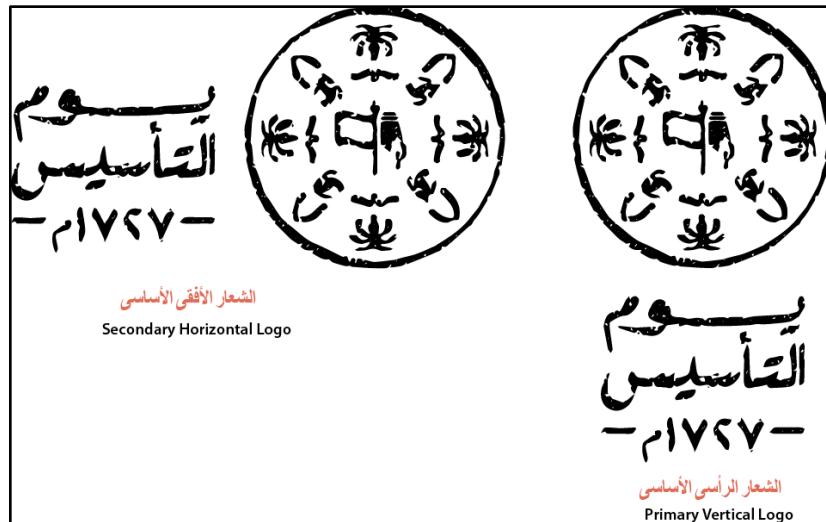 يوم
التأسيس
- ١٧٢٧م -
الشعار الأفقى الأساسى
Secondary Horizontal Logo
يوم
التأسيس
- ١٧٢٧م -
الشعار الرأسى الأساسى
Primary Vertical Logo